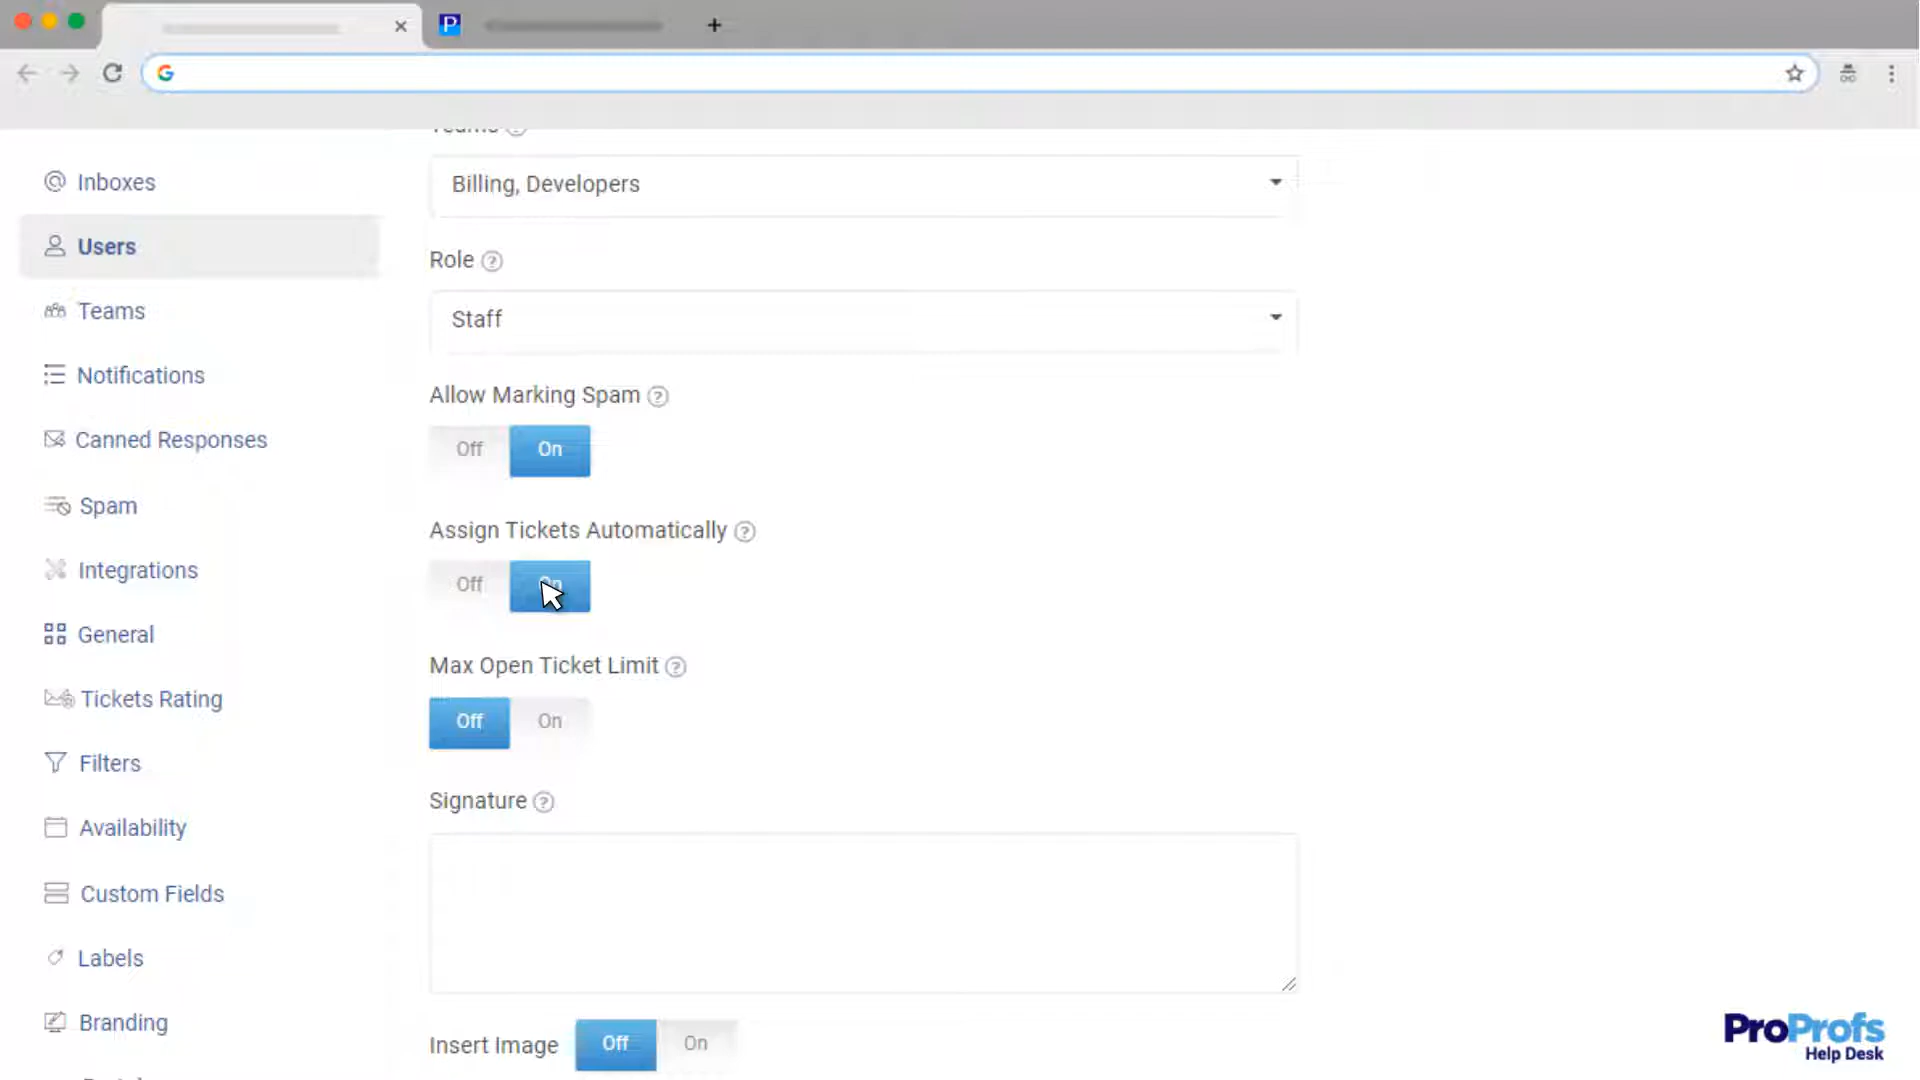 P
G
Inboxes
Users
Teams
Notifications
Canned Responses
Spam
Integrations
General
Tickets Rating
Filters
Availability
Custom Fields
Labels
Branding
Teams
Billing, Developers
Role
Staff
Allow Marking Spam
Off On
Assign Tickets Automatically
Off On
Max Open Ticket Limit
Off On
Signature
Insert Image Off On
ProProfs
Help Desk